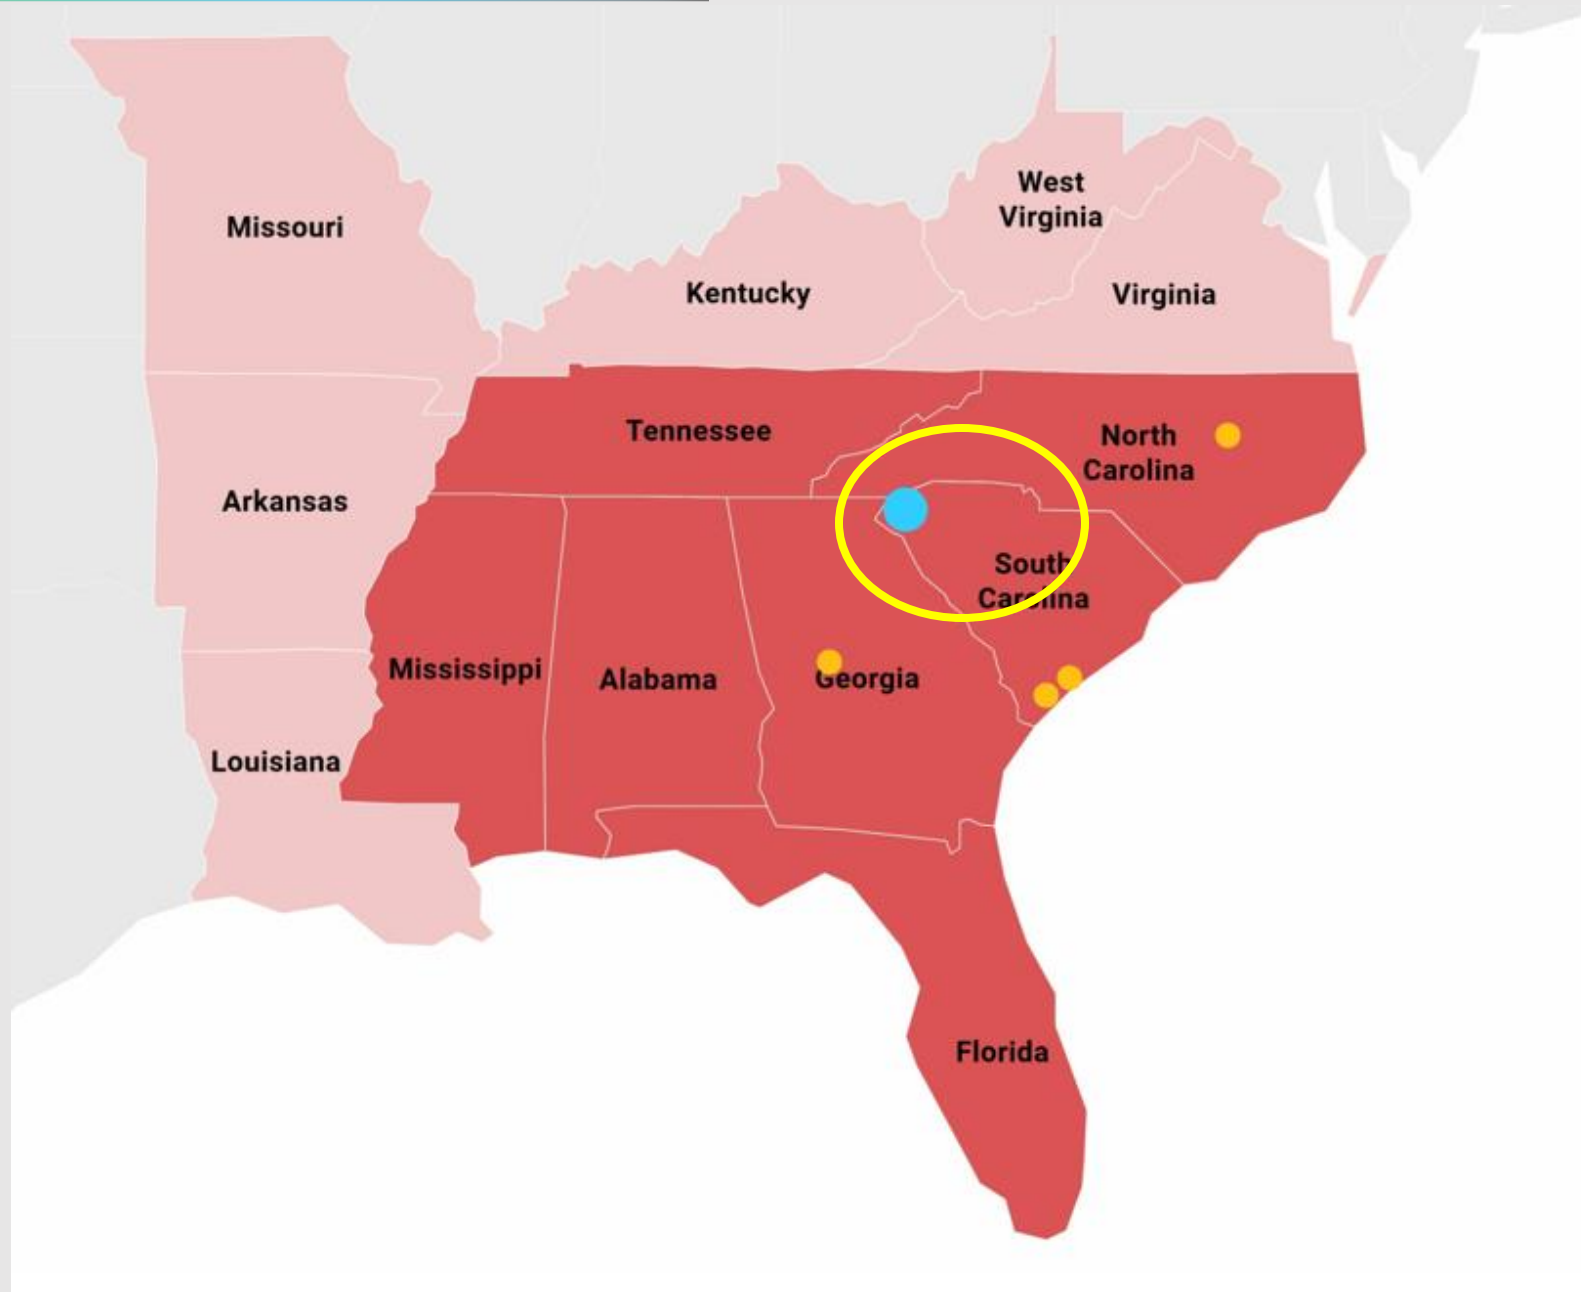 West
Virginia
Missouri
Kentucky
Virginia
Tennessee
North
Carolina
Arkansas
South
Carolina
Mississippi
Alabama
Georgia
Louisiana
Florida